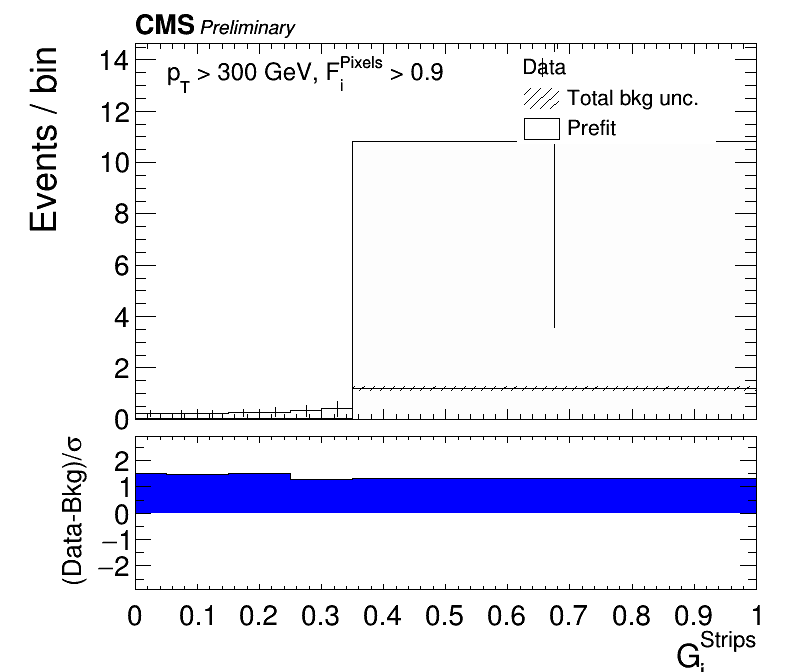 CMS Preliminary
p_T > 300 GeV, F_i^Pixels > 0.9
Data
Total bkg unc.
Prefit
Events / bin
14
12
10
8
6
4
2
0
(Data-Bkg)/σ
2
1
0
−1
−2
0 0.1 0.2 0.3 0.4 0.5 0.6 0.7 0.8 0.9 1
G_i^Strips